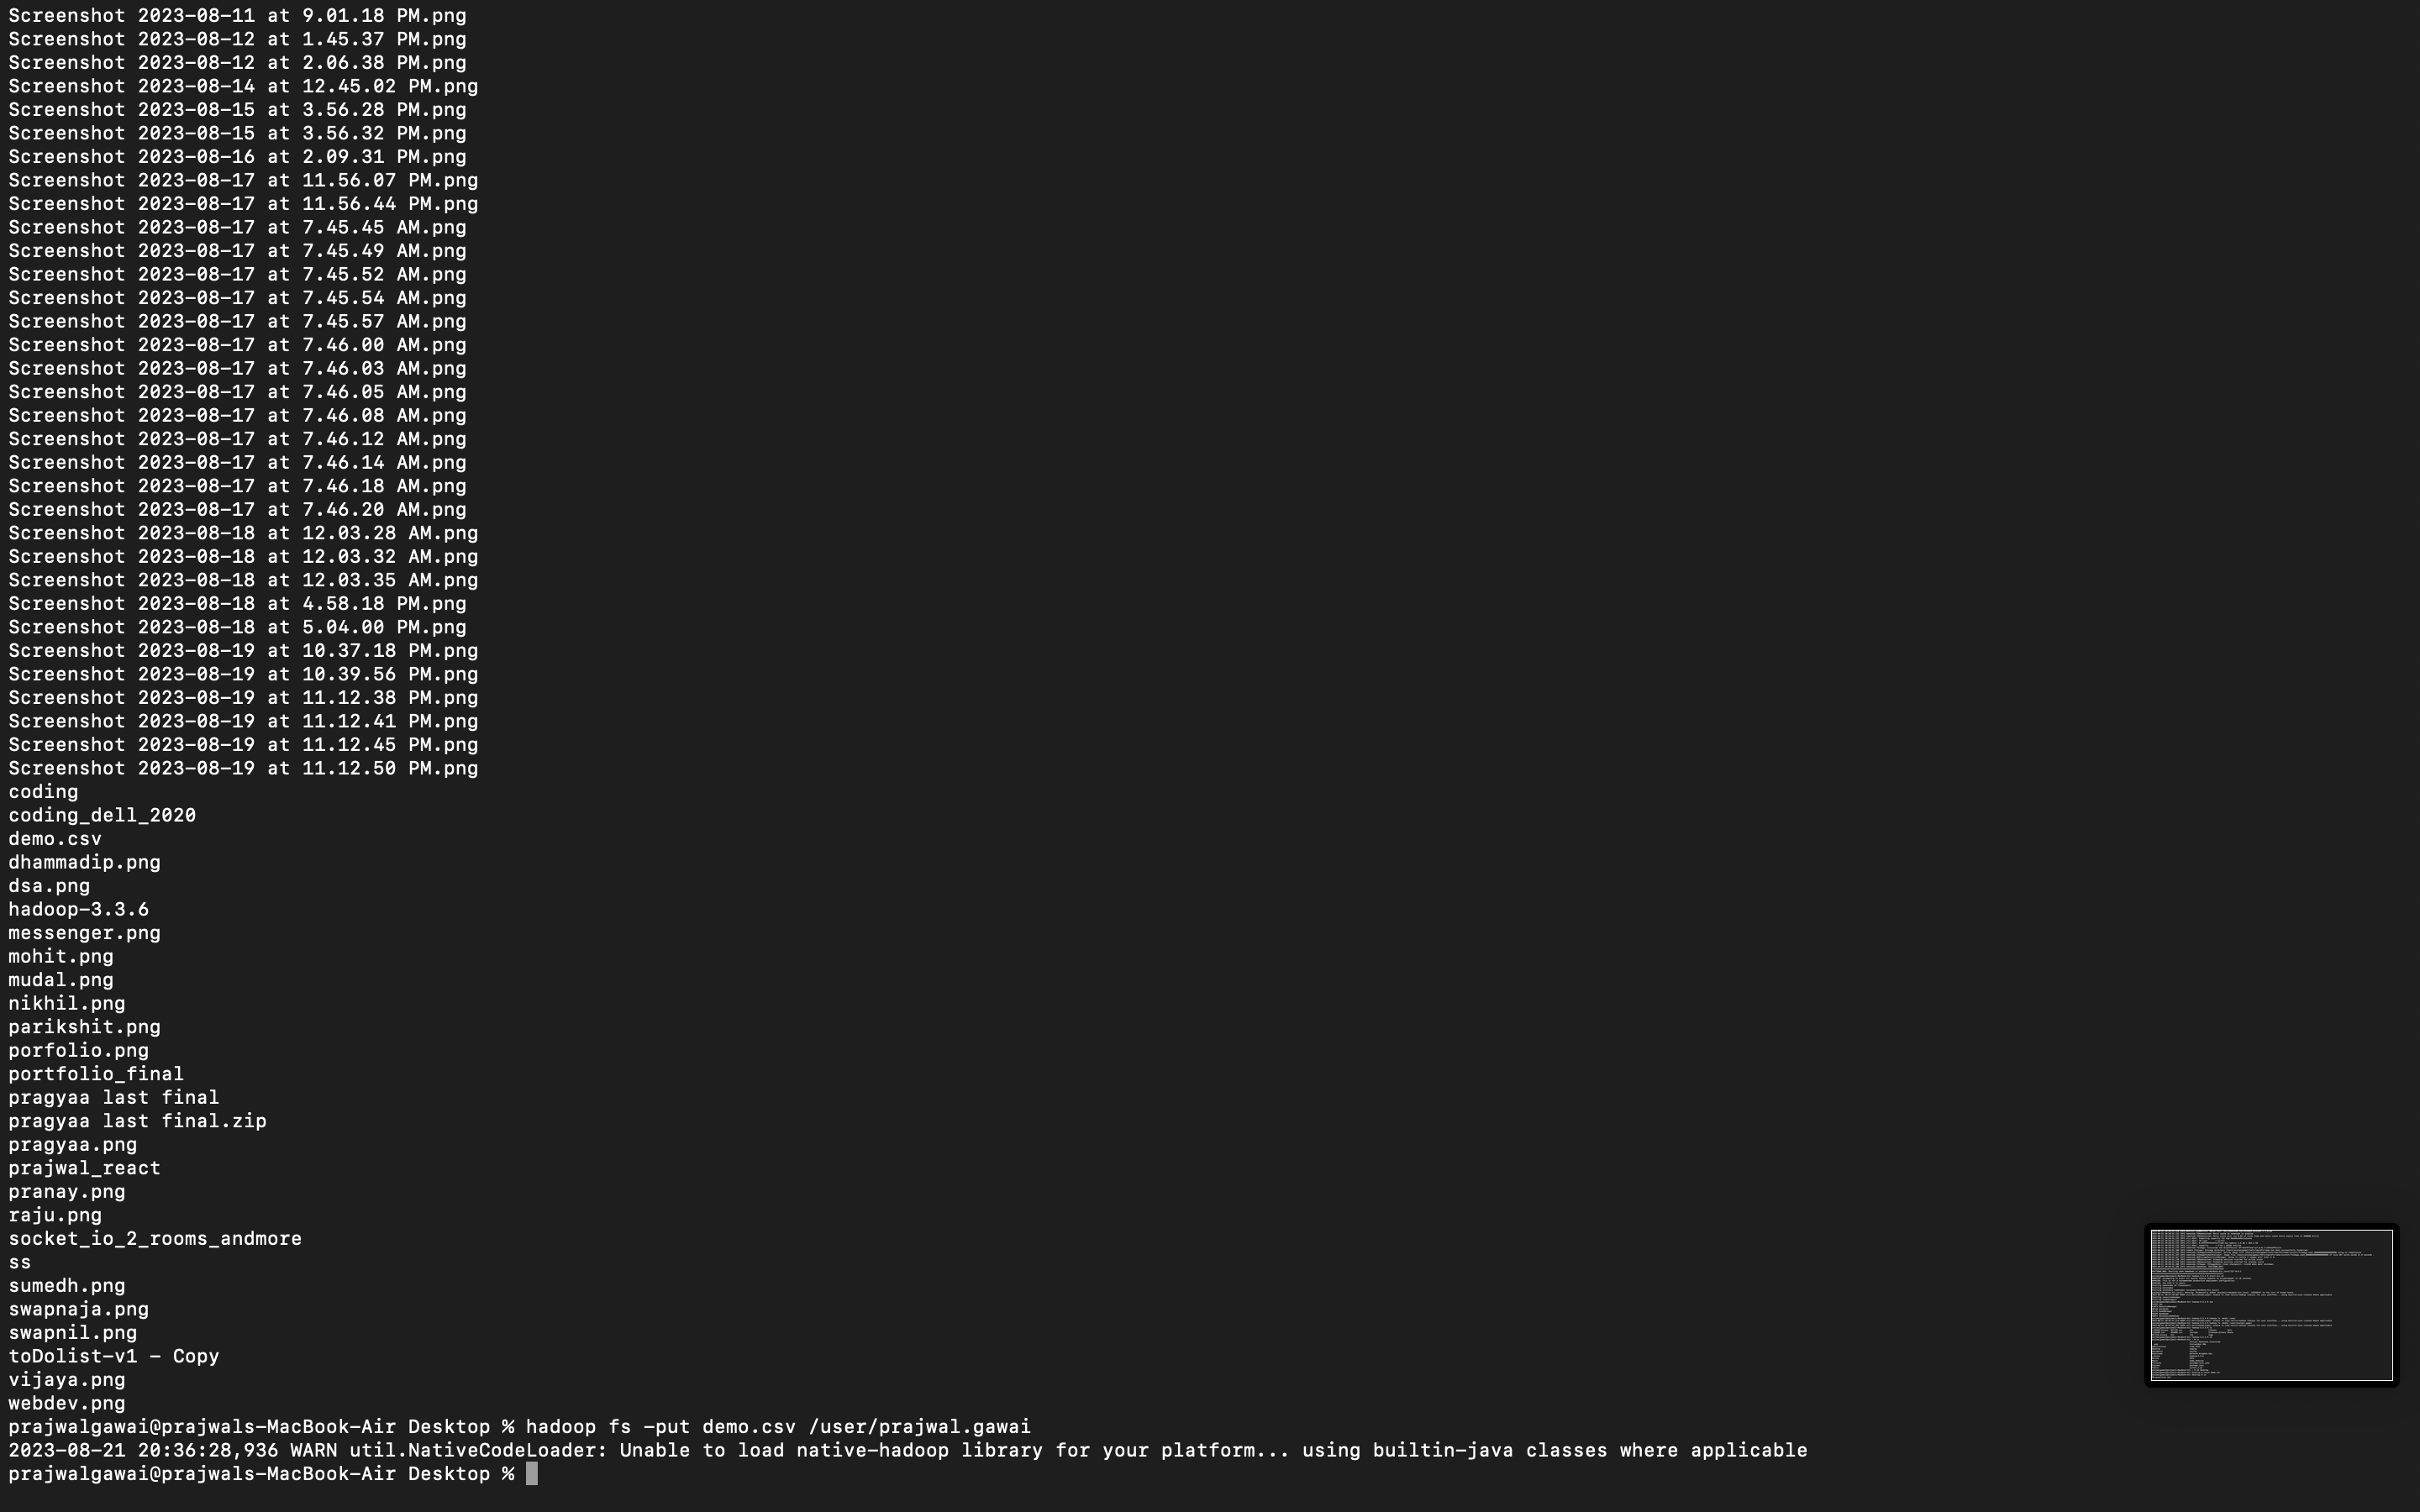 Screenshot 2023-08-11 at 9.01.18 PM.png
Screenshot 2023-08-12 at 1.45.37 PM.png
Screenshot 2023-08-12 at 2.06.38 PM.png
Screenshot 2023-08-14 at 12.45.02 PM.png
Screenshot 2023-08-15 at 3.56.28 PM.png
Screenshot 2023-08-15 at 3.56.32 PM.png
Screenshot 2023-08-16 at 2.09.31 PM.png
Screenshot 2023-08-17 at 11.56.07 PM.png
Screenshot 2023-08-17 at 11.56.44 PM.png
Screenshot 2023-08-17 at 7.45.45 AM.png
Screenshot 2023-08-17 at 7.45.49 AM.png
Screenshot 2023-08-17 at 7.45.52 AM.png
Screenshot 2023-08-17 at 7.45.54 AM.png
Screenshot 2023-08-17 at 7.45.57 AM.png
Screenshot 2023-08-17 at 7.46.00 AM.png
Screenshot 2023-08-17 at 7.46.03 AM.png
Screenshot 2023-08-17 at 7.46.05 AM.png
Screenshot 2023-08-17 at 7.46.08 AM.png
Screenshot 2023-08-17 at 7.46.12 AM.png
Screenshot 2023-08-17 at 7.46.14 AM.png
Screenshot 2023-08-17 at 7.46.18 AM.png
Screenshot 2023-08-17 at 7.46.20 AM.png
Screenshot 2023-08-18 at 12.03.28 AM.png
Screenshot 2023-08-18 at 12.03.32 AM.png
Screenshot 2023-08-18 at 12.03.35 AM.png
Screenshot 2023-08-18 at 4.58.18 PM.png
Screenshot 2023-08-18 at 5.04.00 PM.png
Screenshot 2023-08-19 at 10.37.18 PM.png
Screenshot 2023-08-19 at 10.39.56 PM.png
Screenshot 2023-08-19 at 11.12.38 PM.png
Screenshot 2023-08-19 at 11.12.41 PM.png
Screenshot 2023-08-19 at 11.12.45 PM.png
Screenshot 2023-08-19 at 11.12.50 PM.png
coding
coding_dell_2020
demo.csv
dhammadip.png
dsa.png
hadoop-3.3.6
messenger.png
mohit.png
mudal.png
nikhil.png
parikshit.png
porfolio.png
portfolio_final
pragyaa last final
pragyaa last final.zip
pragyaa.png
prajwal_react
pranay.png
raju.png
socket_io_2_rooms_andmore
ss
sumedh.png
swapnaja.png
swapnil.png
toDolist-v1 - Copy
vijaya.png
webdev.png
prajwalgawai@prajwals-MacBook-Air Desktop % hadoop fs -put demo.csv /user/prajwal.gawai
2023-08-21 20:36:28,936 WARN util.NativeCodeLoader: Unable to load native-hadoop library for your platform... using builtin-java classes where applicable
prajwalgawai@prajwals-MacBook-Air Desktop %